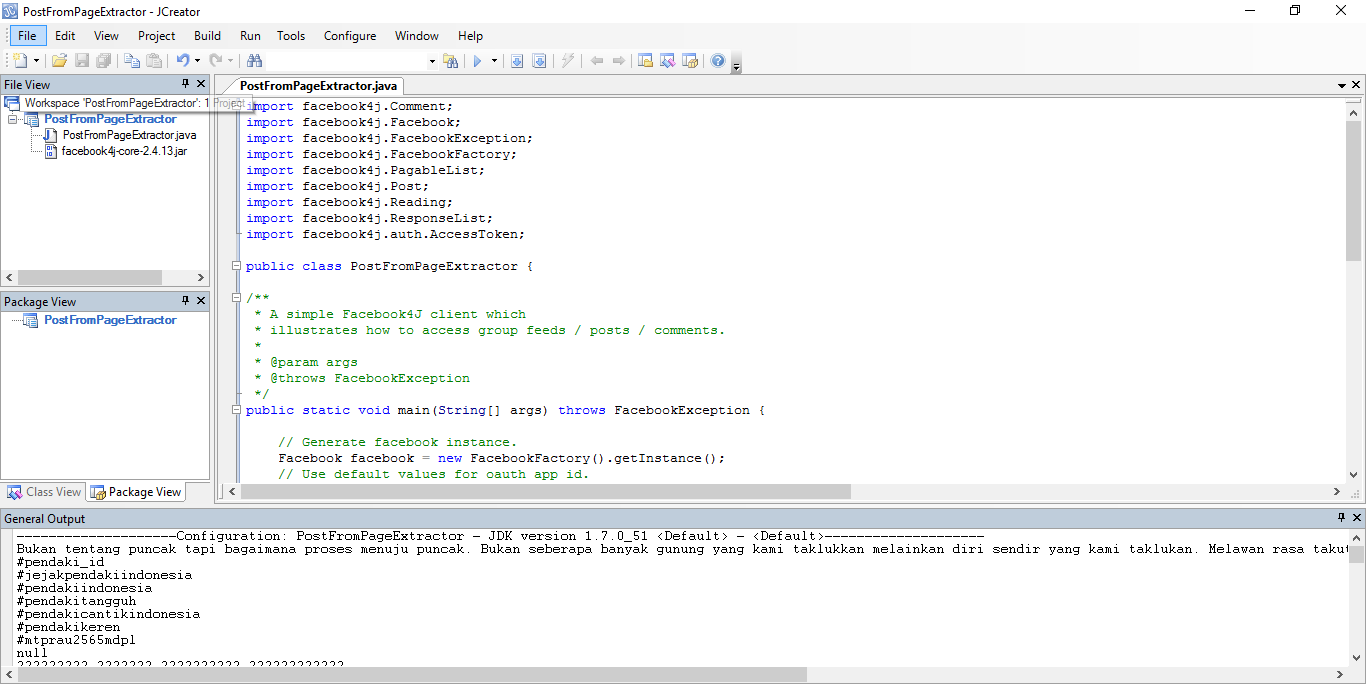 PostFromPageExtractor - JCreator
File Edit View Project Build Run Tools Configure Window Help
File View
Workspace 'PostFromPageExtractor': 1 Project
PostFromPageExtractor
PostFromPageExtractor.java
facebook4j-core-2.4.13.jar
Package View
PostFromPageExtractor
Class View Package View
PostFromPageExtractor.java
import facebook4j.Comment;
import facebook4j.Facebook;
import facebook4j.FacebookException;
import facebook4j.FacebookFactory;
import facebook4j.PagableList;
import facebook4j.Post;
import facebook4j.Reading;
import facebook4j.ResponseList;
import facebook4j.auth.AccessToken;
public class PostFromPageExtractor {
/**
* A simple Facebook4J client which
* illustrates how to access group feeds / posts / comments.
*
* @param args
* @throws FacebookException
*/
public static void main(String[] args) throws FacebookException {
// Generate facebook instance.
Facebook facebook = new FacebookFactory().getInstance();
// Use default values for oauth app id.
General Output
--------------------Configuration: PostFromPageExtractor - JDK version 1.7.0_51 <Default> - <Default>--------------------
Bukan tentang puncak tapi bagaimana proses menuju puncak. Bukan seberapa banyak gunung yang kami taklukkan melainkan diri sendir yang kami taklukan. Melawan rasa takut
#pendaki_id
#jejakpendakiindonesia
#pendakiindonesia
#pendakitangguh
#pendakicantikindonesia
#pendakikeren
#mtprau2565mdpl
null
?????????.???????.??????????.????????????